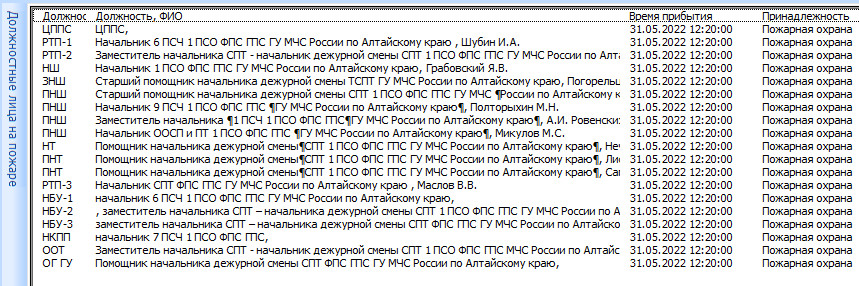 Должностные лица на пожаре
Должнос Должность, ФИО Время прибытия Принадлежность
ЦППС ЦППС, 31.05.2022 12:20:00 Пожарная охрана
РТП-1 Начальник 6 ПСЧ 1 ПСО ФПС ГПС ГУ МЧС России по Алтайскому краю , Шубин И.А. 31.05.2022 12:20:00 Пожарная охрана
РТП-2 Заместитель начальника СПТ - начальник дежурной смены СПТ 1 ПСО ФПС ГПС ГУ МЧС России по Ал 31.05.2022 12:20:00 Пожарная охрана
НШ Начальник 1 ПСО ФПС ГПС ГУ МЧС России по Алтайскому краю, Грабовский Я.В. 31.05.2022 12:20:00 Пожарная охрана
ЗНШ Старший помощник начальника дежурной смены ТСПТ ГУ МЧС России по Алтайскому краю, Погорельц 31.05.2022 12:20:00 Пожарная охрана
ПНШ Старший помощник начальника дежурной смены СПТ 1 ПСО ФПС ГПС ГУ МЧС ¶России по Алтайскому к 31.05.2022 12:20:00 Пожарная охрана
ПНШ Начальник 9 ПСЧ 1 ПСО ФПС ГПС ¶ГУ МЧС России по Алтайскому краю¶, Полторыхин М.Н. 31.05.2022 12:20:00 Пожарная охрана
ПНШ Заместитель начальника ¶1 ПСЧ 1 ПСО ФПС ГПС¶ГУ МЧС России по Алтайскому краю¶, А.И. Ровенских 31.05.2022 12:20:00 Пожарная охрана
ПНШ Начальник ООСП и ПТ 1 ПСО ФПС ГПС ¶ГУ МЧС России по Алтайскому краю¶, Микулов М.С. 31.05.2022 12:20:00 Пожарная охрана
НТ Помощник начальника дежурной смены¶СПТ 1 ПСО ФПС ГПС ГУ МЧС России по Алтайскому краю¶, Неч 31.05.2022 12:20:00 Пожарная охрана
ПНТ Помощник начальника дежурной смены¶СПТ 1 ПСО ФПС ГПС ГУ МЧС России по Алтайскому краю¶, Лис 31.05.2022 12:20:00 Пожарная охрана
ПНТ Помощник начальника дежурной смены¶СПТ 1 ПСО ФПС ГПС ГУ МЧС России по Алтайскому краю¶, Сап 31.05.2022 12:20:00 Пожарная охрана
РТП-3 Начальник СПТ ФПС ГПС ГУ МЧС России по Алтайскому краю , Маслов В.В. 31.05.2022 12:20:00 Пожарная охрана
НБУ-1 начальник 6 ПСЧ 1 ПСО ФПС ГПС ГУ МЧС России по Алтайскому краю, 31.05.2022 12:20:00 Пожарная охрана
НБУ-2 , заместитель начальника СПТ – начальника дежурной смены СПТ 1 ПСО ФПС ГПС ГУ МЧС России по А 31.05.2022 12:20:00 Пожарная охрана
НБУ-3 заместитель начальника СПТ – начальник дежурной смены СПТ 1 ПСО ФПС ГПС ГУ МЧС России по Алт 31.05.2022 12:20:00 Пожарная охрана
НКПП начальник 7 ПСЧ 1 ПСО ФПС ГПС, 31.05.2022 12:20:00 Пожарная охрана
ООТ Заместитель начальника СПТ - начальник дежурной смены СПТ 1 ПСО ФПС ГПС МЧС России по Алтайс 31.05.2022 12:20:00 Пожарная охрана
ОГ ГУ Помощник начальника дежурной смены СПТ ФПС ГПС ГУ МЧС России по Алтайскому краю, 31.05.2022 12:20:00 Пожарная охрана